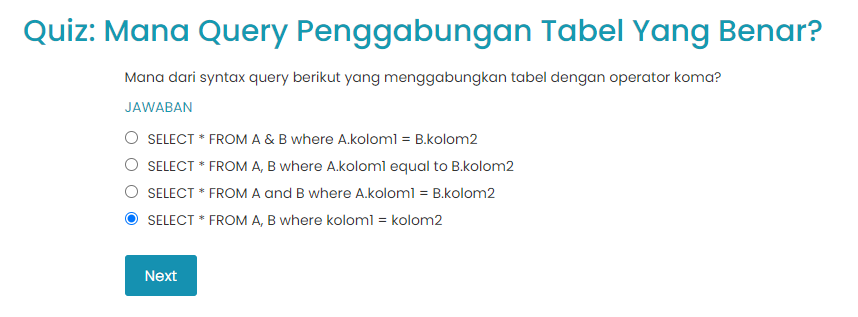 Quiz: Mana Query Penggabungan Tabel Yang Benar?
Mana dari syntax query berikut yang menggabungkan tabel dengan operator koma?
JAWABAN
SELECT * FROM A & B where A.kolom1 = B.kolom2
SELECT * FROM A, B where A.kolom1 equal to B.kolom2
SELECT * FROM A and B where A.kolom1 = B.kolom2
SELECT * FROM A, B where kolom1 = kolom2
Next